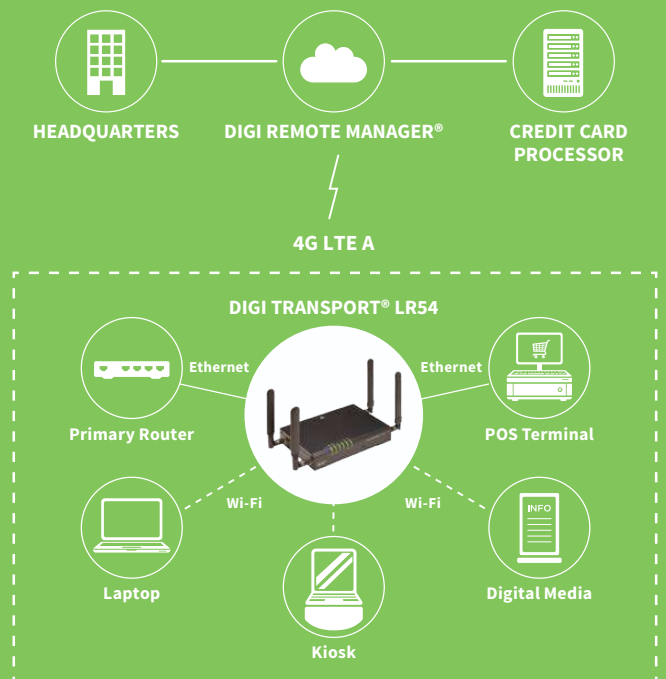 HEADQUARTERS
DIGI REMOTE MANAGER®
CREDIT CARD
PROCESSOR
4G LTE A
DIGI TRANSPORT® LR54
Ethernet
Ethernet
Primary Router
POS Terminal
Wi-Fi
Wi-Fi
INFO
Laptop
Digital Media
Kiosk